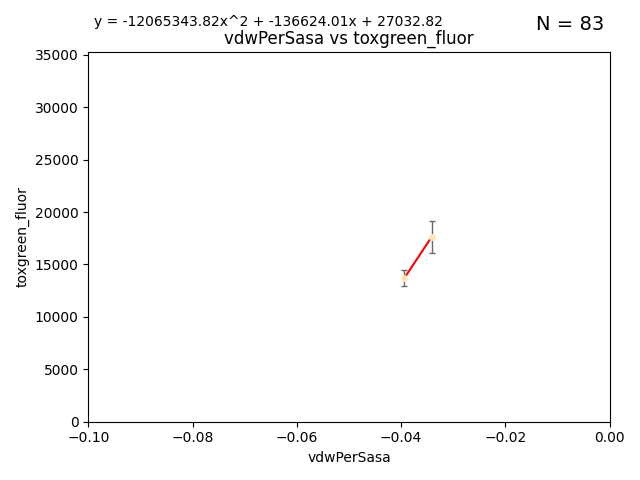 y = -12065343.82x^2 + -136624.01x + 27032.82
N = 83
vdwPerSasa vs toxgreen_fluor
35000
30000
25000
20000
15000
10000
5000
0
toxgreen_fluor
−0.10 −0.08 −0.06 −0.04 −0.02 0.00
vdwPerSasa